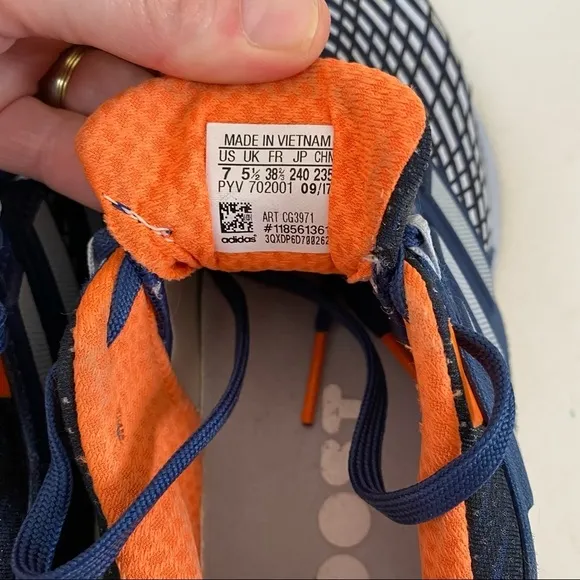 MADE IN VIETNAM
US UK FR JP CHN
7 5½ 38⅔ 240 235
PYV 702001 09/17
ART CG3971
#118561361
adidas 3QXDP6D700262